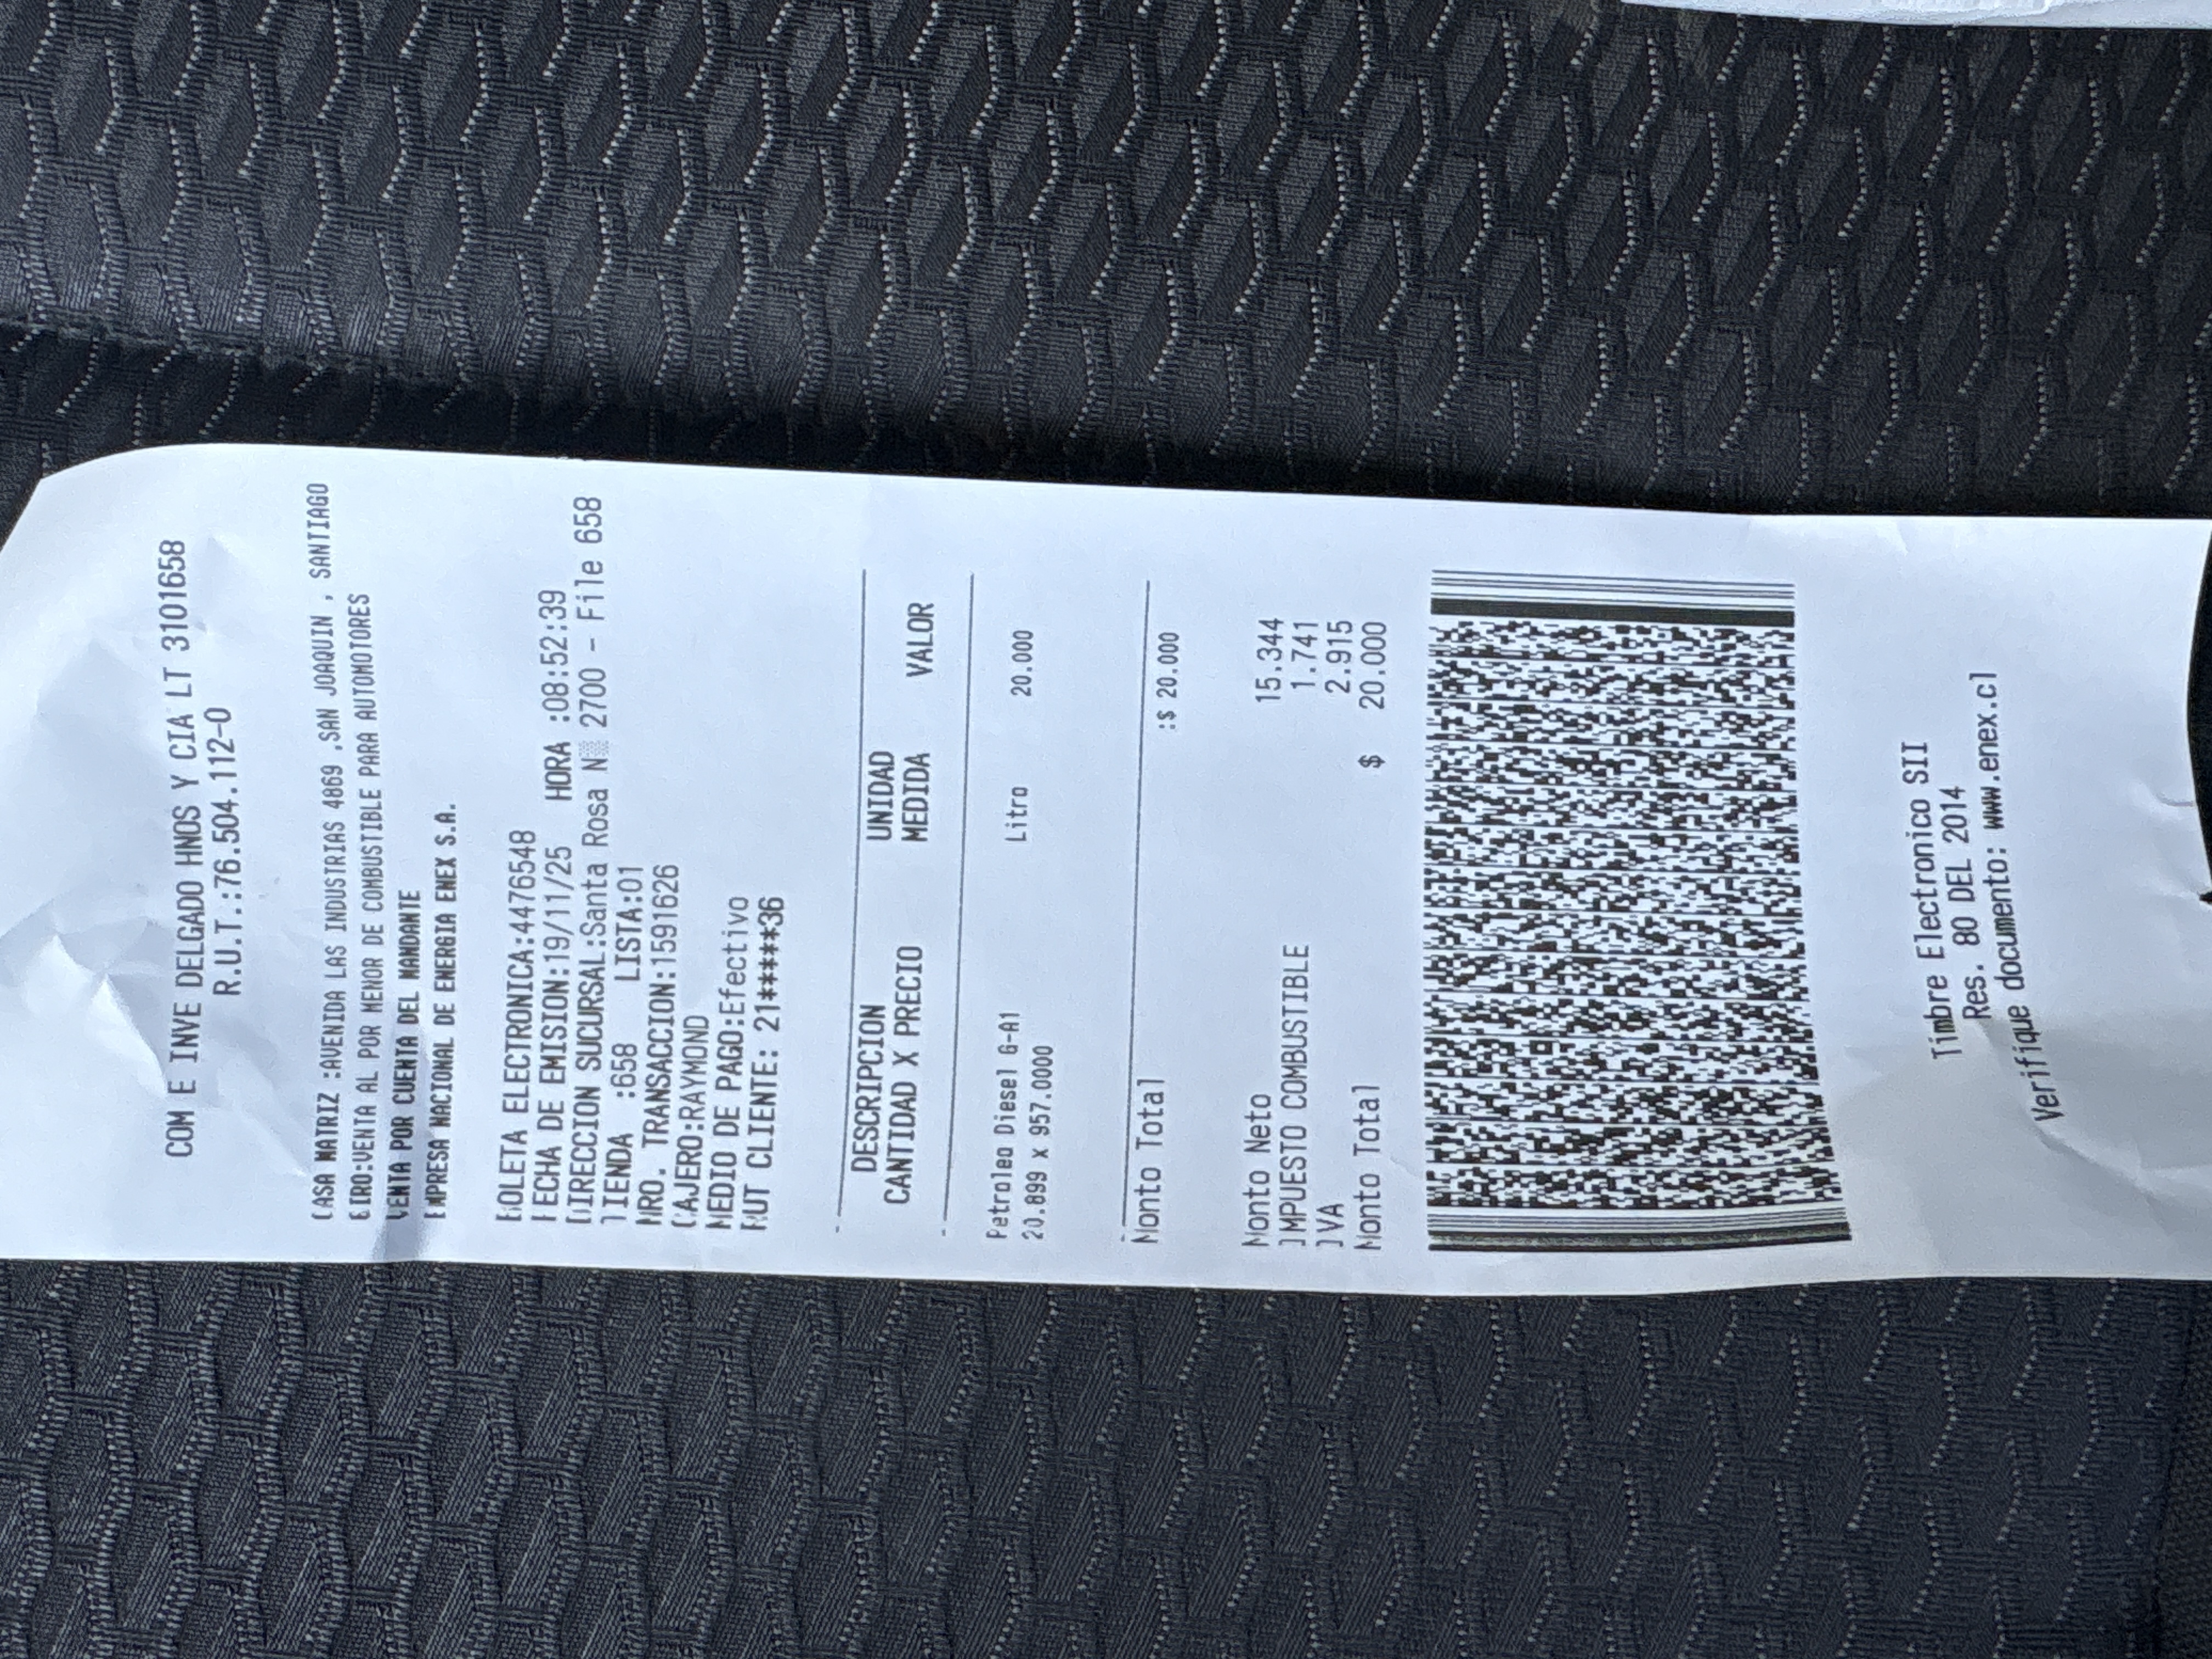 COM E INVE DELGADO HNOS Y CIA LT 3101658
R.U.T.:76.504.112-0
CASA MATRIZ :AVENIDA LAS INDUSTRIAS 4869 ,SAN JOAQUIN , SANTIAGO
GIRO:VENTA AL POR MENOR DE COMBUSTIBLE PARA AUTOMOTORES
VENTA POR CUENTA DEL MANDANTE
EMPRESA NACIONAL DE ENERGIA ENEX S.A.
BOLETA ELECTRONICA:4476548
FECHA DE EMISION:19/11/25 HORA :08:52:39
DIRECCION SUCURSAL:Santa Rosa N 2700 - File 658
TIENDA :658 LISTA:01
NRO. TRANSACCION:1591626
CAJERO:RAYMOND
MEDIO DE PAGO:Efectivo
RUT CLIENTE: 21*****36
DESCRIPCION UNIDAD
CANTIDAD X PRECIO MEDIDA VALOR
Petroleo Diesel G-A1
20.899 x 957.0000 Litro 20.000
Monto Total :$ 20.000
Monto Neto 15.344
IMPUESTO COMBUSTIBLE 1.741
IVA 2.915
Monto Total $ 20.000
Timbre Electronico SII
Res. 80 DEL 2014
Verifique documento: www.enex.cl